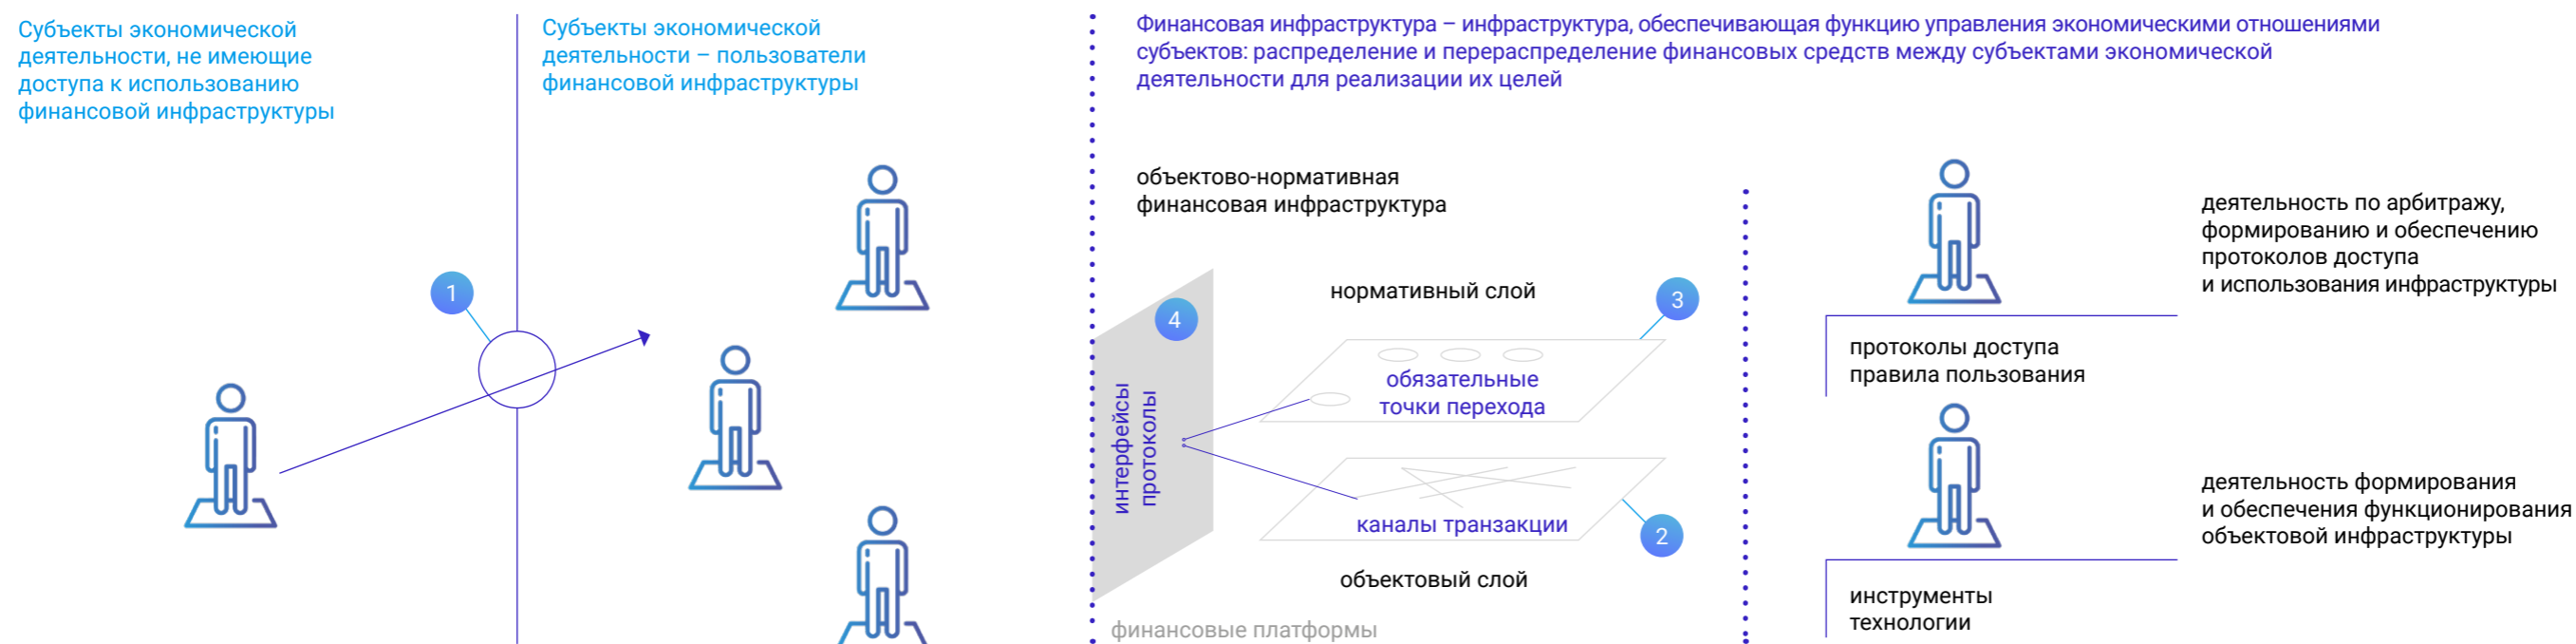 Субъекты экономической
деятельности, не имеющие
доступа к использованию
финансовой инфраструктуры
Субъекты экономической
деятельности – пользователи
финансовой инфраструктуры
Финансовая инфраструктура – инфраструктура, обеспечивающая функцию управления экономическими отношениями
субъектов: распределение и перераспределение финансовых средств между субъектами экономической
деятельности для реализации их целей
1
объектово-нормативная
финансовая инфраструктура
нормативный слой
3
4
обязательные
точки перехода
интерфейсы
протоколы
каналы транзакции
2
объектовый слой
финансовые платформы
деятельность по арбитражу,
формированию и обеспечению
протоколов доступа
и использования инфраструктуры
протоколы доступа
правила пользования
деятельность формирования
и обеспечения функционирования
объектовой инфраструктуры
инструменты
технологии